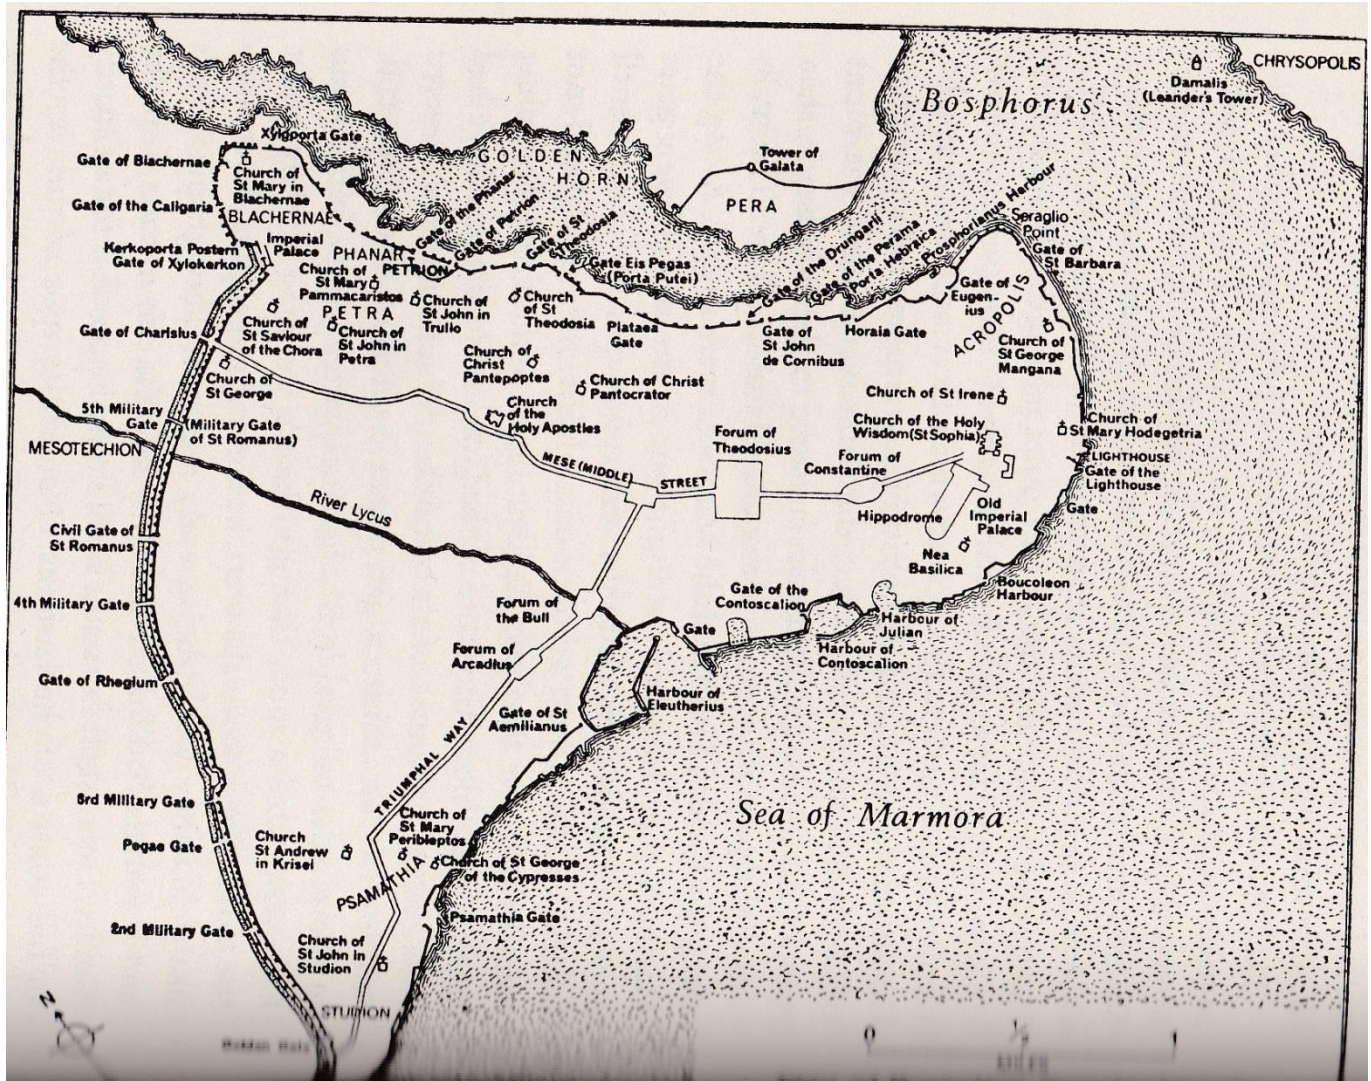 CHRYSOPOLIS
Damalis
(Leander's Tower)
Bosphorus
Xyloporta Gate
Gate of Blachernae
Church of
St Mary in
Blachernae
GOLDEN
HORN
Tower of
Galata
PERA
Gate of the Caligaria
BLACHERNAE
Kerkoporta Postern
Gate of Xylokerkon
Imperial
Palace
PHANAR
PETRION
Gate of the Phanar
Gate of Petrion
Gate of St
Theodosia
Gate Eis Pegas
(Porta Putei)
Gate of the Drungarii
Gate of the Perama
Porta Hebraica
Prosphorianus Harbour
Seraglio
Point
Gate of
St Barbara
Gate of
Eugen-
ius
ACROPOLIS
Church of
St Mary
Pammacaristos
PETRA
Church of
St John in
Trullo
Church
of St
Theodosia
Plataea
Gate
Gate of
St John
de Cornibus
Horaia Gate
Church of
St George
Mangana
Gate of Charisius
Church of
St Saviour
of the Chora
Church of
St John in
Petra
Church of
St George
Church of
Christ
Pantepoptes
Church of Christ
Pantocrator
Church of St Irene
5th Military
Gate
(Military Gate
of St Romanus)
Church
of the
Holy Apostles
Forum of
Theodosius
Church of the Holy
Wisdom (St Sophia)
Church of
St Mary Hodegetria
MESOTEICHION
MESE (MIDDLE)
STREET
Forum of
Constantine
LIGHTHOUSE
Gate of the
Lighthouse
River Lycus
Hippodrome
Old
Imperial
Palace
Gate
Civil Gate of
St Romanus
Nea
Basilica
4th Military Gate
Forum of
the Bull
Gate of the
Contoscalion
Boucoleon
Harbour
Gate
Harbour of
Julian
Harbour of
Contoscalion
Forum of
Arcadius
Gate of Rhegium
Harbour of
Eleutherius
Gate of St
Aemilianus
TRIUMPHAL WAY
3rd Military Gate
Sea of Marmora
Pegae Gate
Church
St Andrew
in Krisei
Church of
St Mary
Peribleptos
Church of St George
of the Cypresses
PSAMATHIA
Psamathia Gate
2nd Military Gate
Church of
St John in
Studion
STUDION
N
0 ½ 1
MILES